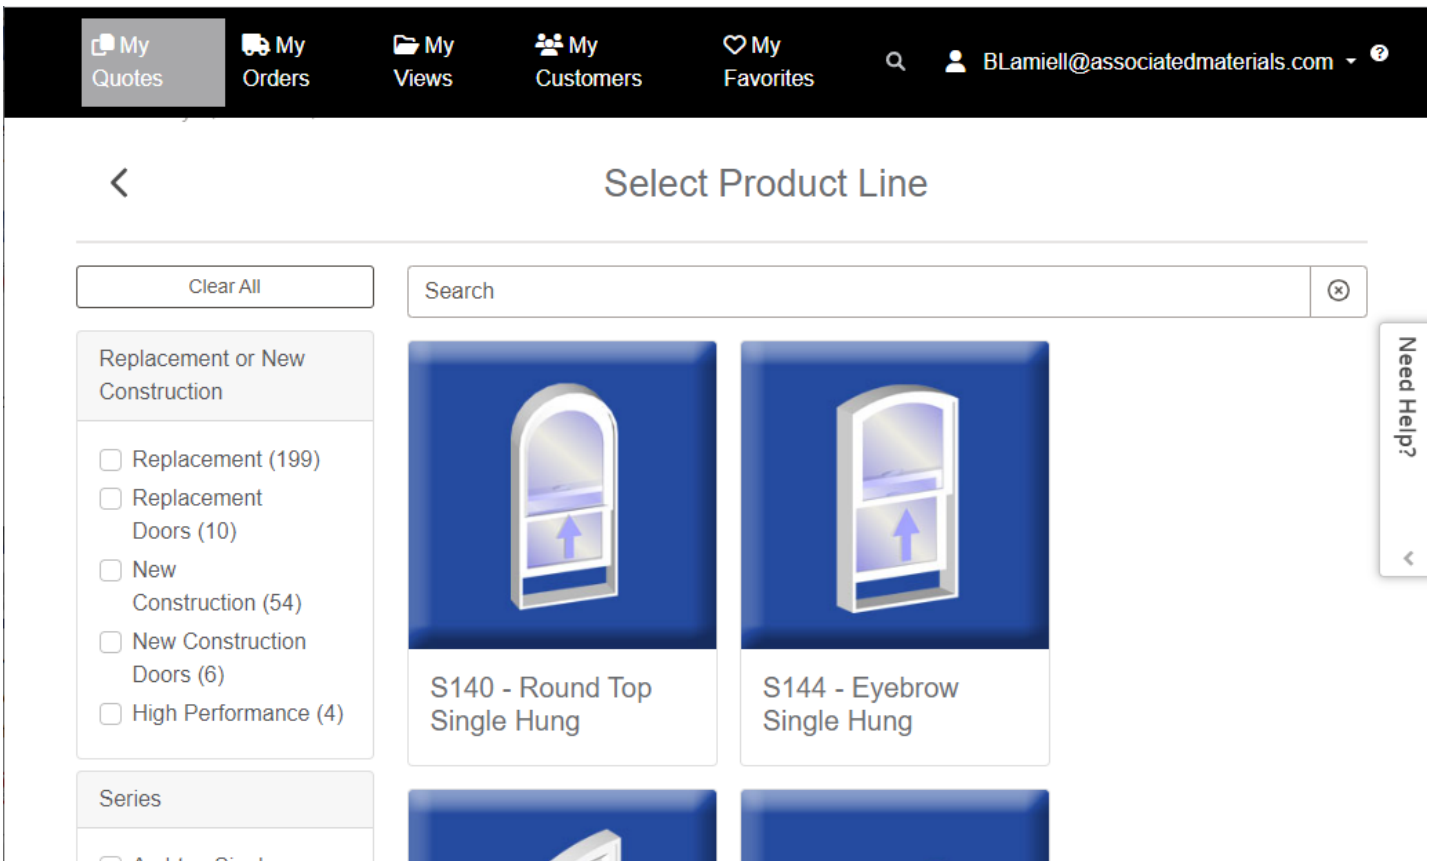 My Quotes
My Orders
My Views
My Customers
My Favorites
BLamiell@associatedmaterials.com
?
Select Product Line
Clear All
Search
Replacement or New
Construction
Replacement (199)
Replacement
Doors (10)
New
Construction (54)
New Construction
Doors (6)
High Performance (4)
Series
S140 - Round Top
Single Hung
S144 - Eyebrow
Single Hung
Need Help?